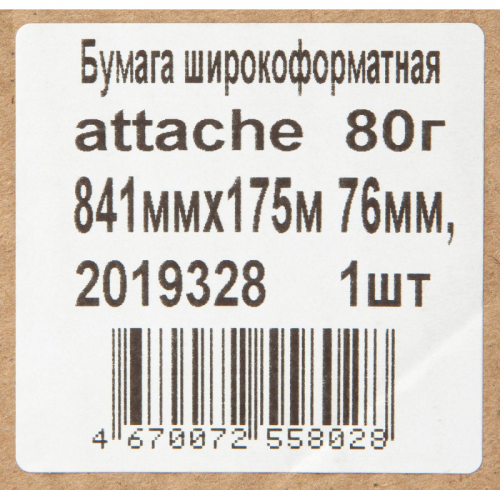 Бумага широкоформатная
attache 80г
841ммх175м 76мм,
2019328 1шт
4 670072 558028